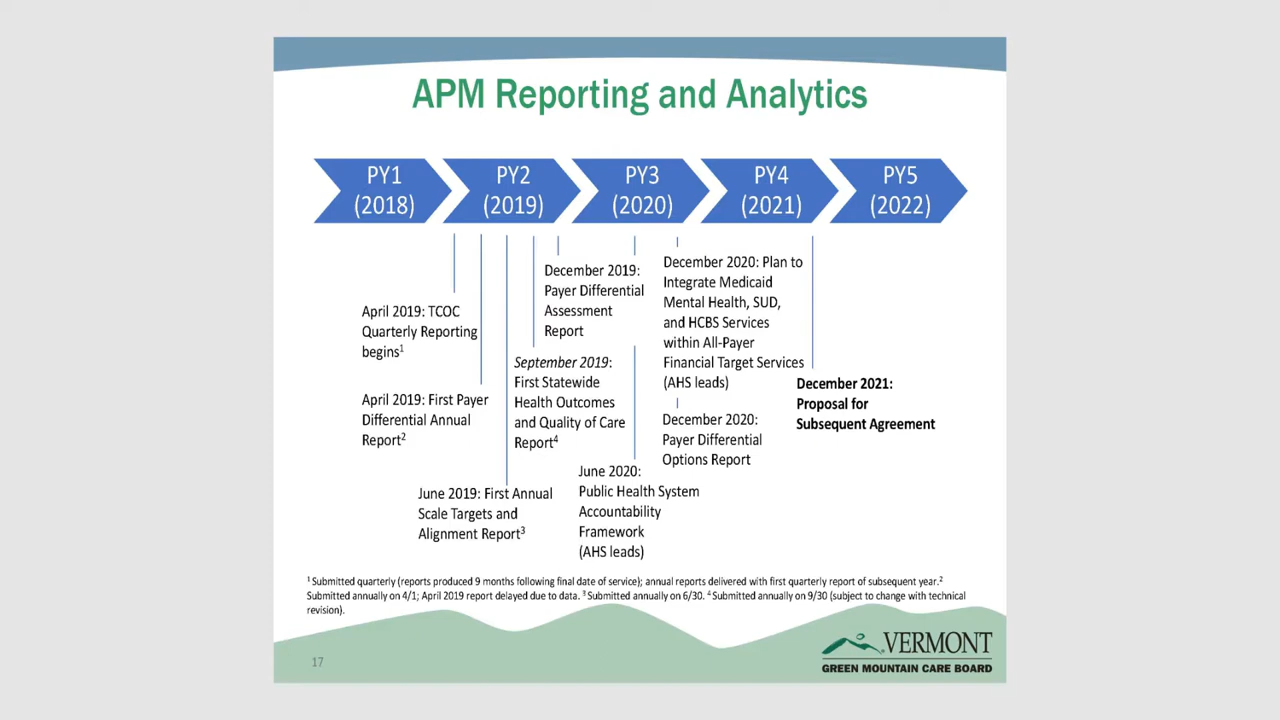 APM Reporting and Analytics
PY1
(2018)
PY2
(2019)
PY3
(2020)
PY4
(2021)
PY5
(2022)
April 2019: TCOC
Quarterly Reporting
begins¹
April 2019: First Payer
Differential Annual
Report²
June 2019: First Annual
Scale Targets and
Alignment Report³
September 2019:
First Statewide
Health Outcomes
and Quality of Care
Report⁴
December 2019:
Payer Differential
Assessment
Report
June 2020:
Public Health System
Accountability
Framework
(AHS leads)
December 2020: Plan to
Integrate Medicaid
Mental Health, SUD,
and HCBS Services
within All-Payer
Financial Target Services
(AHS leads)
December 2020:
Payer Differential
Options Report
December 2021:
Proposal for
Subsequent Agreement
¹ Submitted quarterly (reports produced 9 months following final date of service); annual reports delivered with first quarterly report of subsequent year.²
Submitted annually on 4/1; April 2019 report delayed due to data. ³ Submitted annually on 6/30. ⁴ Submitted annually on 9/30 (subject to change with technical
revision).
17
VERMONT
GREEN MOUNTAIN CARE BOARD